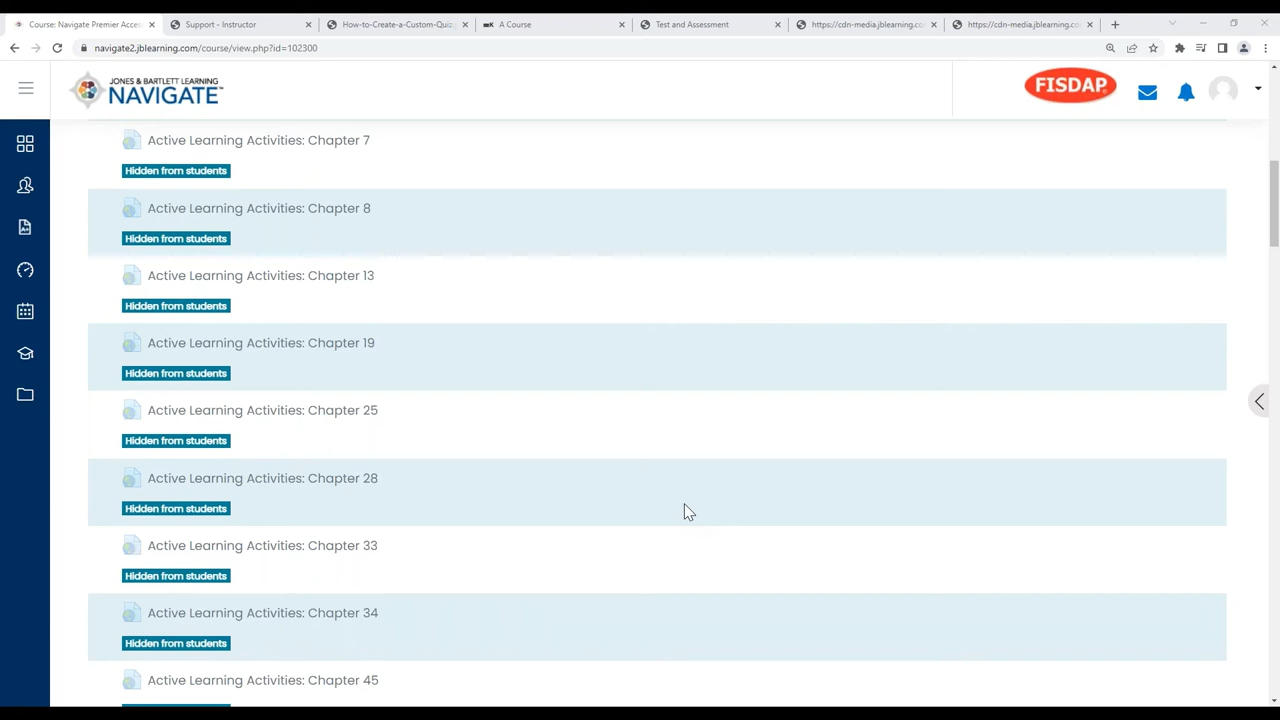 Course: Navigate Premier Acces
Support - Instructor
How-to-Create-a-Custom-Quiz
A Course
Test and Assessment
https://cdn-media.jblearning.co
https://cdn-media.jblearning.co
navigate2.jblearning.com/course/view.php?id=102300
JONES & BARTLETT LEARNING
NAVIGATE™
FISDAP
Active Learning Activities: Chapter 7
Hidden from students
Active Learning Activities: Chapter 8
Hidden from students
Active Learning Activities: Chapter 13
Hidden from students
Active Learning Activities: Chapter 19
Hidden from students
Active Learning Activities: Chapter 25
Hidden from students
Active Learning Activities: Chapter 28
Hidden from students
Active Learning Activities: Chapter 33
Hidden from students
Active Learning Activities: Chapter 34
Hidden from students
Active Learning Activities: Chapter 45